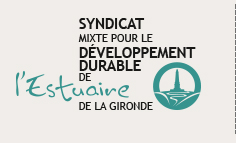 SYNDICAT
MIXTE POUR LE
DÉVELOPPEMENT
DURABLE
DE
l'Estuaire
DE LA GIRONDE